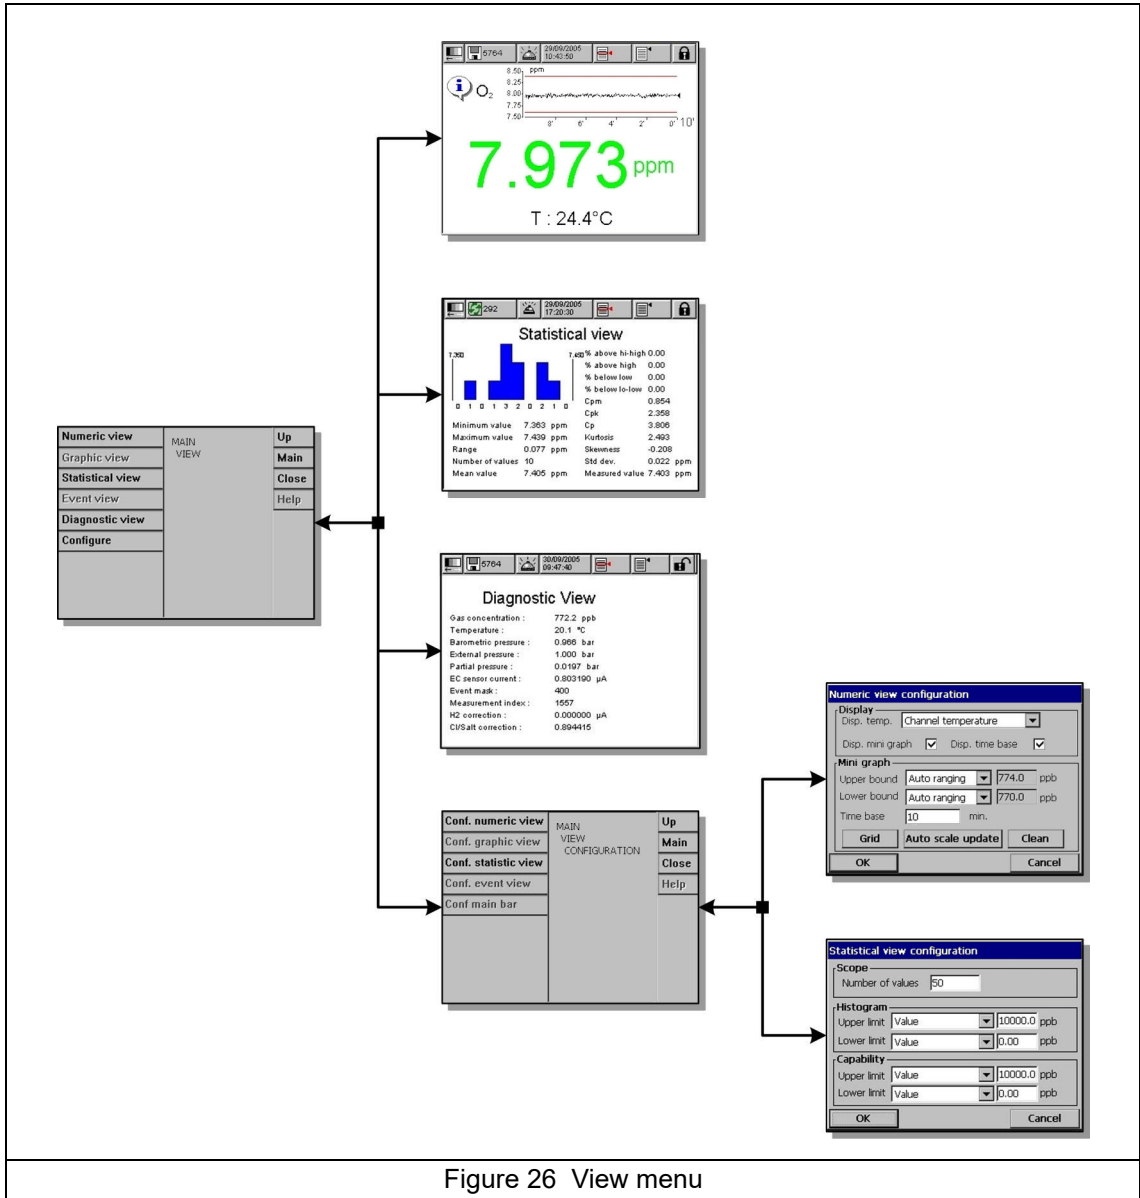 5764
29/09/2005
10:43:50
8.50 ppm
8.25
8.00
7.75
7.50
O2
8' 6' 4' 2' 0' 10'
7.973 ppm
T : 24.4°C
292
29/09/2005
17:20:30
Statistical view
7.350 7.450
0 1 0 1 3 2 0 2 1 0
% above hi-high 0.00
% above high 0.00
% below low 0.00
% below lo-low 0.00
Cpm 0.854
Cpk 2.358
Minimum value 7.363 ppm Cp 3.806
Maximum value 7.439 ppm Kurtosis 2.493
Range 0.077 ppm Skewness -0.208
Number of values 10 Std dev. 0.022 ppm
Mean value 7.405 ppm Measured value 7.403 ppm
Numeric view
Graphic view
Statistical view
Event view
Diagnostic view
Configure
MAIN
VIEW
Up
Main
Close
Help
5764
30/09/2005
09:47:40
Diagnostic View
Gas concentration : 772.2 ppb
Temperature : 20.1 °C
Barometric pressure : 0.966 bar
External pressure : 1.000 bar
Partial pressure : 0.0197 bar
EC sensor current : 0.803190 µA
Event mask : 400
Measurement index : 1557
H2 correction : 0.000000 µA
Cl/Salt correction : 0.894415
Conf. numeric view
Conf. graphic view
Conf. statistic view
Conf. event view
Conf main bar
MAIN
VIEW
CONFIGURATION
Up
Main
Close
Help
Numeric view configuration
Display
Disp. temp. Channel temperature
Disp. mini graph Disp. time base
Mini graph
Upper bound Auto ranging 774.0 ppb
Lower bound Auto ranging 770.0 ppb
Time base 10 min.
Grid Auto scale update Clean
OK Cancel
Statistical view configuration
Scope
Number of values 50
Histogram
Upper limit Value 10000.0 ppb
Lower limit Value 0.00 ppb
Capability
Upper limit Value 10000.0 ppb
Lower limit Value 0.00 ppb
OK Cancel
Figure 26 View menu